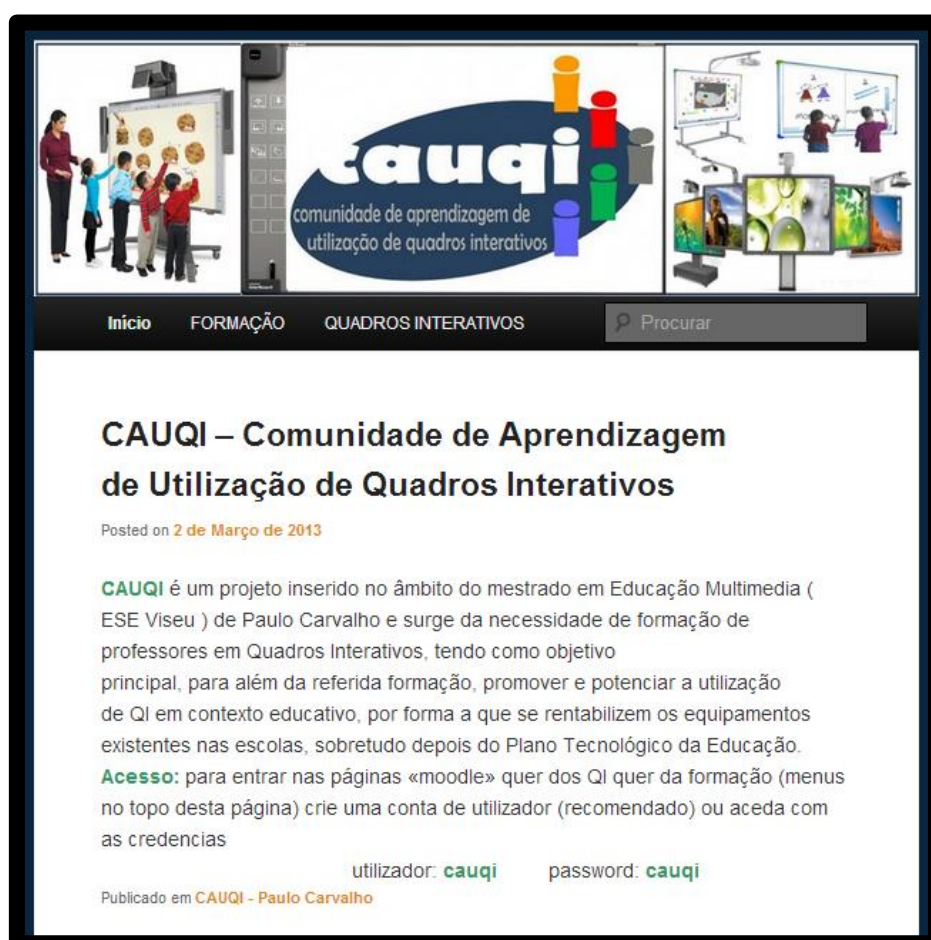 cauqi
comunidade de aprendizagem de
utilização de quadros interativos
Início FORMAÇÃO QUADROS INTERATIVOS Procurar
CAUQI – Comunidade de Aprendizagem
de Utilização de Quadros Interativos
Posted on 2 de Março de 2013
CAUQI é um projeto inserido no âmbito do mestrado em Educação Multimedia (
ESE Viseu ) de Paulo Carvalho e surge da necessidade de formação de
professores em Quadros Interativos, tendo como objetivo
principal, para além da referida formação, promover e potenciar a utilização
de QI em contexto educativo, por forma a que se rentabilizem os equipamentos
existentes nas escolas, sobretudo depois do Plano Tecnológico da Educação.
Acesso: para entrar nas páginas «moodle» quer dos QI quer da formação (menus
no topo desta página) crie uma conta de utilizador (recomendado) ou aceda com
as credencias
utilizador: cauqi password: cauqi
Publicado em CAUQI - Paulo Carvalho